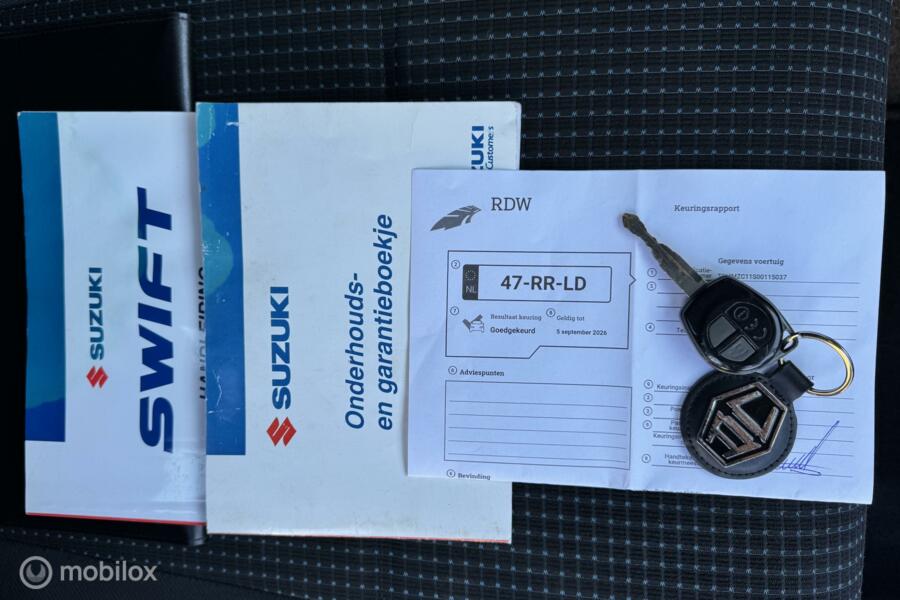 SUZUKI
SWIFT
HANDLEIDING
SUZUKI
Onderhouds-
en garantieboekje
Customers
RDW
Keuringsrapport
Gegevens voertuig
NL
47-RR-LD
Resultaat keuring
Goedgekeurd
Geldig tot
5 september 2026
Adviespunten
Bevinding
mobilox